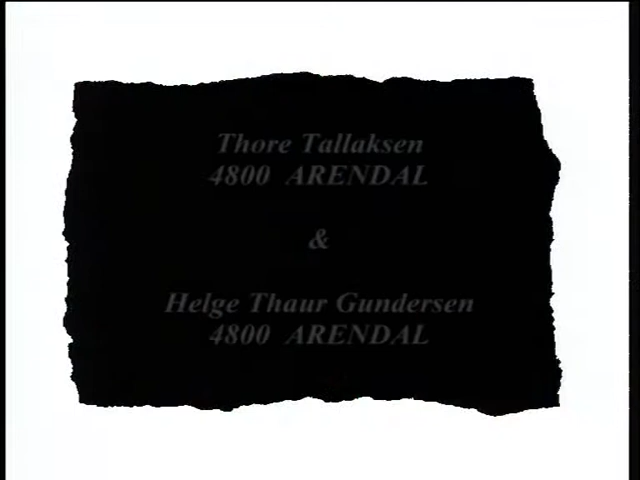 Thore Tallaksen
4800 ARENDAL
&
Helge Thaur Gundersen
4800 ARENDAL